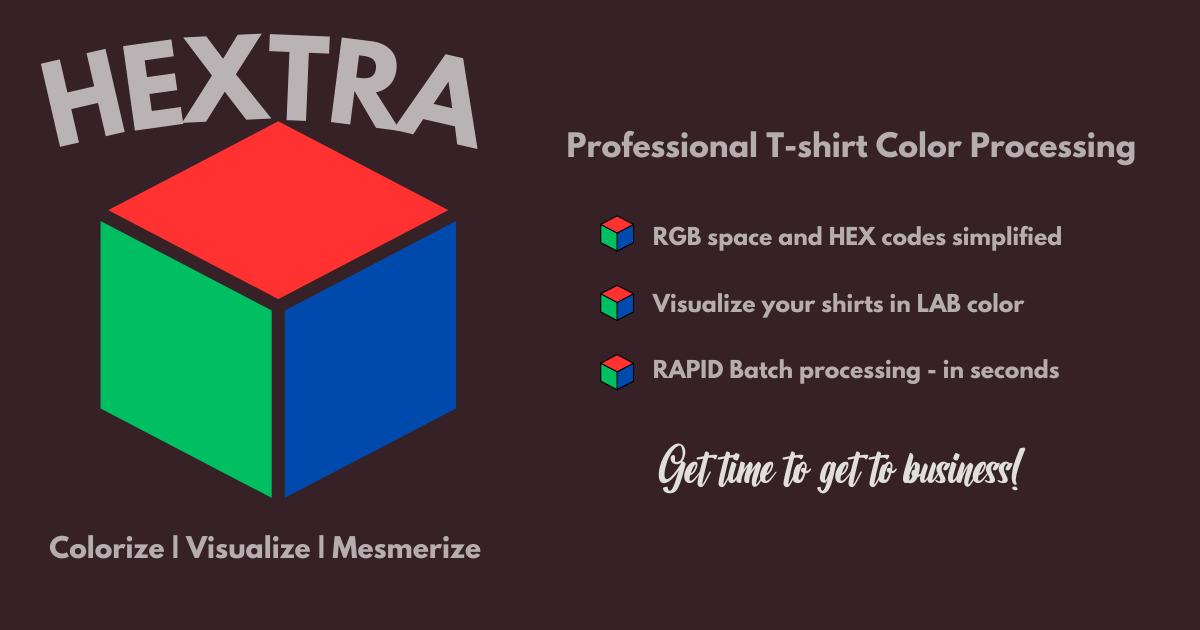 HEXTRA
Professional T-shirt Color Processing
RGB space and HEX codes simplified
Visualize your shirts in LAB color
RAPID Batch processing - in seconds
Get time to get to business!
Colorize | Visualize | Mesmerize